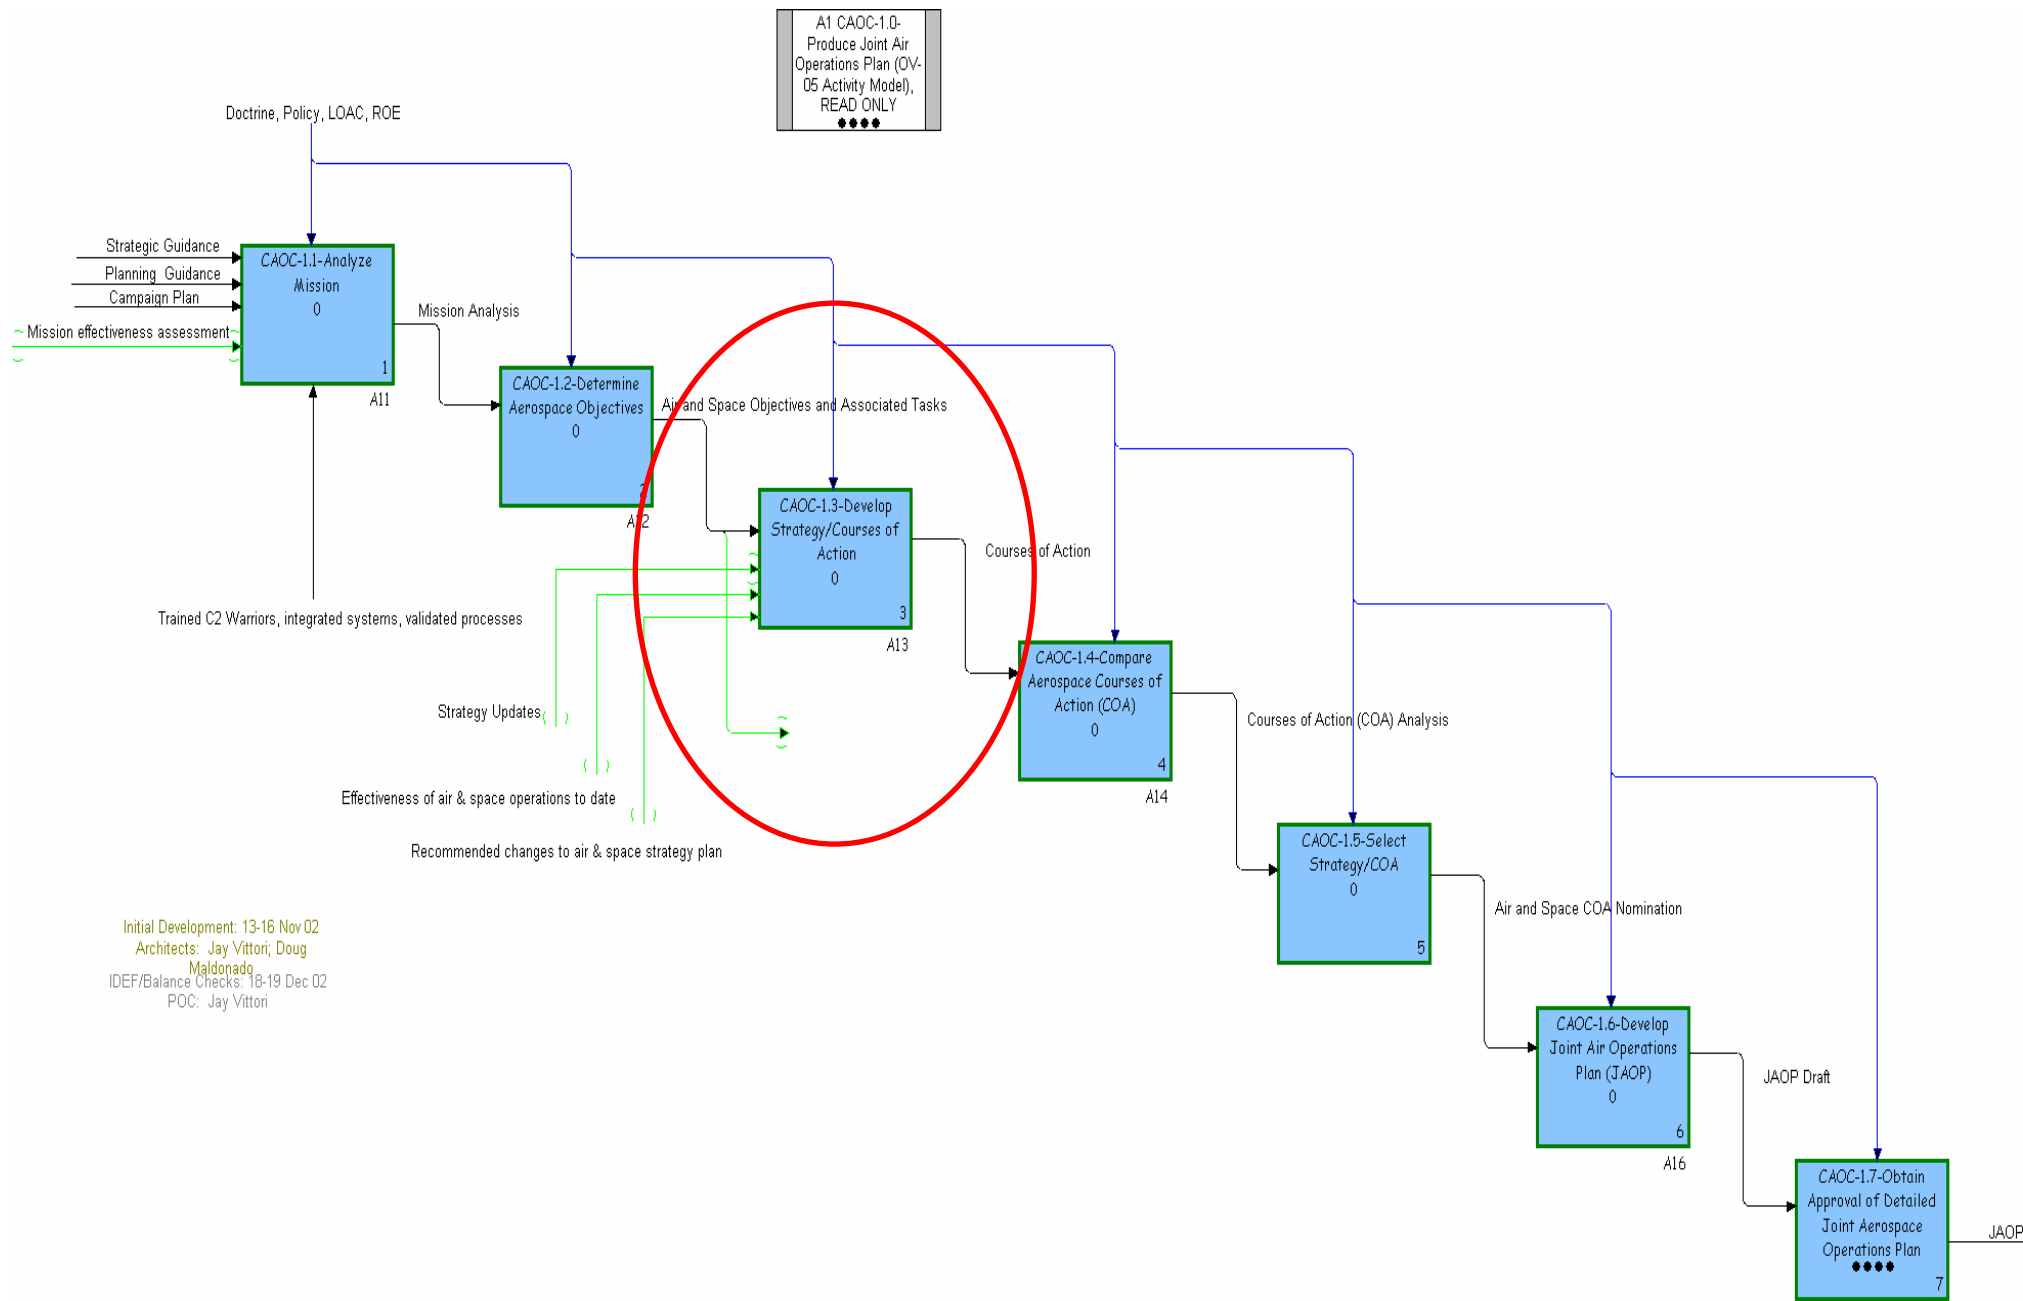 A1 CAOC-1.0-
Produce Joint Air
Operations Plan (OV-
05 Activity Model),
READ ONLY
Doctrine, Policy, LOAC, ROE
Strategic Guidance
Planning Guidance
Campaign Plan
Mission effectiveness assessment
CAOC-1.1-Analyze
Mission
0
1
A11
Mission Analysis
CAOC-1.2-Determine
Aerospace Objectives
0
2
A12
Air and Space Objectives and Associated Tasks
CAOC-1.3-Develop
Strategy/Courses of
Action
0
3
A13
Courses of Action
Trained C2 Warriors, integrated systems, validated processes
Strategy Updates
Effectiveness of air & space operations to date
Recommended changes to air & space strategy plan
CAOC-1.4-Compare
Aerospace Courses of
Action (COA)
0
4
A14
Courses of Action (COA) Analysis
CAOC-1.5-Select
Strategy/COA
0
5
Air and Space COA Nomination
CAOC-1.6-Develop
Joint Air Operations
Plan (JAOP)
0
6
A16
JAOP Draft
CAOC-1.7-Obtain
Approval of Detailed
Joint Aerospace
Operations Plan
7
JAOP
Initial Development: 13-16 Nov 02
Architects: Jay Vittori; Doug
Maldonado
IDEF/Balance Checks: 18-19 Dec 02
POC: Jay Vittori